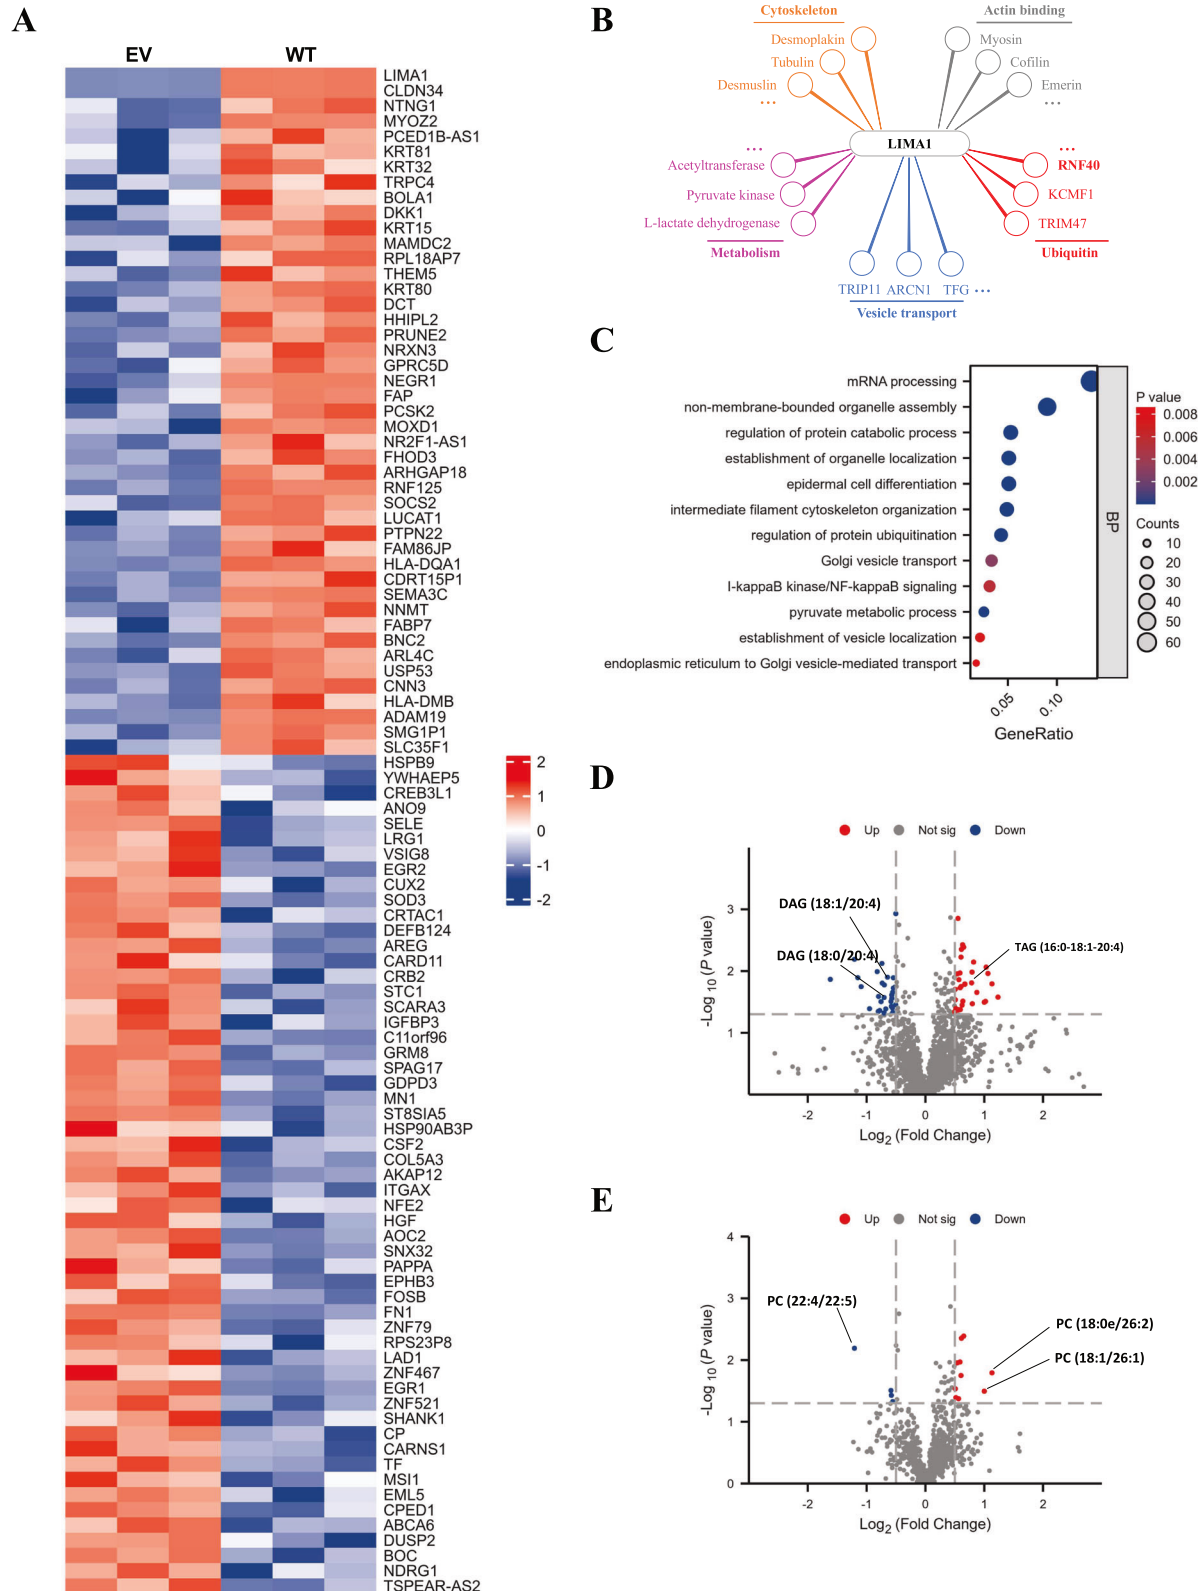 A
EV WT
LIMA1
CLDN34
NTNG1
MYOZ2
PCED1B-AS1
KRT81
KRT32
TRPC4
BOLA1
DKK1
KRT15
MAMDC2
RPL18AP7
THEM5
KRT80
DCT
HHIPL2
PRUNE2
NRXN3
GPRC5D
NEGR1
FAP
PCSK2
MOXD1
NR2F1-AS1
FHOD3
ARHGAP18
RNF125
SOCS2
LUCAT1
PTPN22
FAM86JP
HLA-DQA1
CDRT15P1
SEMA3C
NNMT
FABP7
BNC2
ARL4C
USP53
CNN3
HLA-DMB
ADAM19
SMG1P1
SLC35F1
HSPB9
YWHAEP5
CREB3L1
ANO9
SELE
LRG1
VSIG8
EGR2
CUX2
SOD3
CRTAC1
DEFB124
AREG
CARD11
CRB2
STC1
SCARA3
IGFBP3
C11orf96
GRM8
SPAG17
GDPD3
MN1
ST8SIA5
HSP90AB3P
CSF2
COL5A3
AKAP12
ITGAX
NFE2
HGF
AOC2
SNX32
PAPPA
EPHB3
FOSB
FN1
ZNF79
RPS23P8
LAD1
ZNF467
EGR1
ZNF521
SHANK1
CP
CARNS1
TF
MSI1
EML5
CPED1
ABCA6
DUSP2
BOC
NDRG1
TSPEAR-AS2
2
1
0
-1
-2
B
Cytoskeleton
Desmoplakin
Tubulin
Desmuslin
...
Actin binding
Myosin
Cofilin
Emerin
...
LIMA1
...
Acetyltransferase
Pyruvate kinase
L-lactate dehydrogenase
Metabolism
...
RNF40
KCMF1
TRIM47
Ubiquitin
TRIP11 ARCN1 TFG ...
Vesicle transport
C
mRNA processing
non-membrane-bounded organelle assembly
regulation of protein catabolic process
establishment of organelle localization
epidermal cell differentiation
intermediate filament cytoskeleton organization
regulation of protein ubiquitination
Golgi vesicle transport
I-kappaB kinase/NF-kappaB signaling
pyruvate metabolic process
establishment of vesicle localization
endoplasmic reticulum to Golgi vesicle-mediated transport
0.05 0.10
GeneRatio
BP
P value
0.008
0.006
0.004
0.002
Counts
10
20
30
40
50
60
D
Up Not sig Down
DAG (18:1/20:4)
DAG (18:0/20:4)
TAG (16:0-18:1-20:4)
3
2
1
-Log 10 (P value)
-2 -1 0 1 2
Log2 (Fold Change)
E
Up Not sig Down
PC (22:4/22:5)
PC (18:0e/26:2)
PC (18:1/26:1)
4
3
2
1
0
-Log 10 (P value)
-2 -1 0 1 2
Log2 (Fold Change)